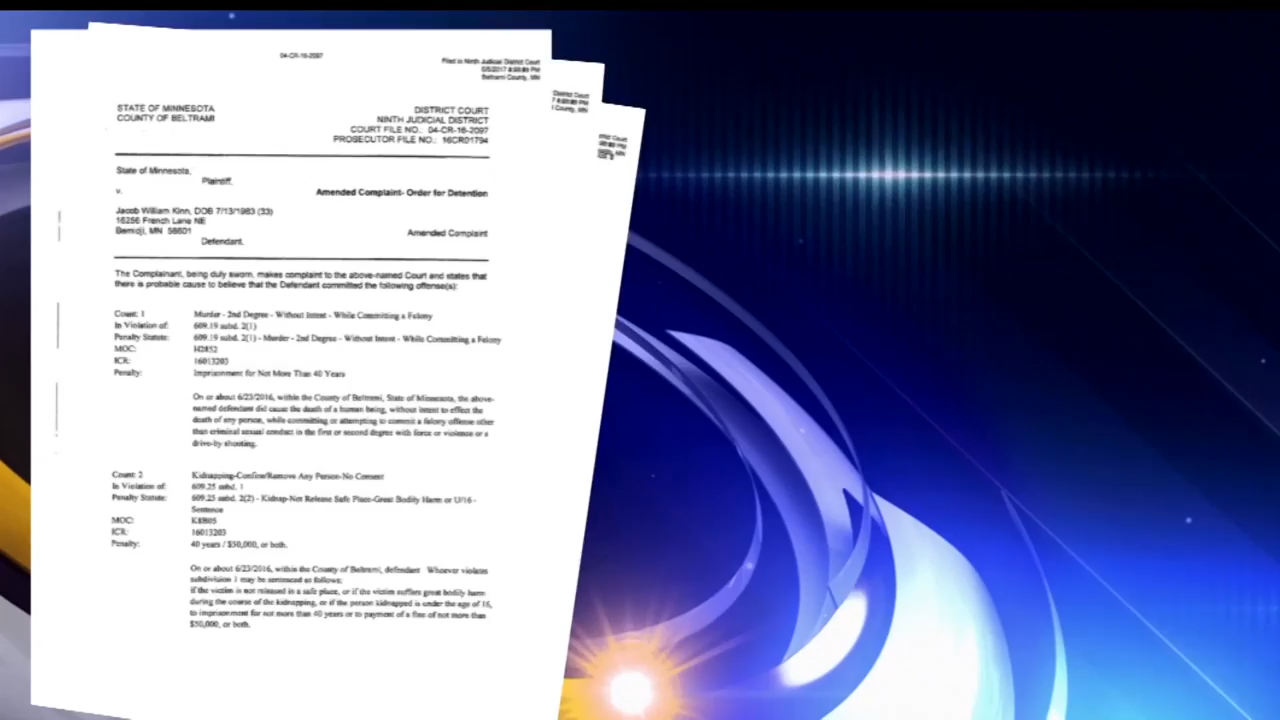 04-CR-16-2097
Filed in Ninth Judicial District Court
Beltrami County, MN
District Court
County, MN
Court
STATE OF MINNESOTA
COUNTY OF BELTRAMI
DISTRICT COURT
NINTH JUDICIAL DISTRICT
COURT FILE NO.: 04-CR-16-2097
PROSECUTOR FILE NO.: 16CR01794
State of Minnesota,
Plaintiff,
v.
Amended Complaint- Order for Detention
Jacob William Kinn, DOB 7/13/1983 (33)
16256 French Lane NE
Bemidji, MN 56601
Amended Complaint
Defendant.
The Complainant, being duly sworn, makes complaint to the above-named Court and states that
there is probable cause to believe that the Defendant committed the following offense(s):
Count: 1 Murder - 2nd Degree - Without Intent - While Committing a Felony
In Violation of: 609.19 subd. 2(1)
Penalty Statute: 609.19 subd. 2(1) - Murder - 2nd Degree - Without Intent - While Committing a Felony
MOC: H2852
ICR: 16013203
Penalty: Imprisonment for Not More Than 40 Years
On or about 6/23/2016, within the County of Beltrami, State of Minnesota, the above-
named defendant did cause the death of a human being, without intent to effect the
death of any person, while committing or attempting to commit a felony offense other
than criminal sexual conduct in the first or second degree with force or violence or a
drive-by shooting.
Count: 2 Kidnapping-Confine/Remove Any Person-No Consent
In Violation of: 609.25 subd. 1
Penalty Statute: 609.25 subd. 2(2) - Kidnap-Not Release Safe Place-Great Bodily Harm or U/16 -
Sentence
MOC: K8B05
ICR: 16013203
Penalty: 40 years / $50,000, or both.
On or about 6/23/2016, within the County of Beltrami, defendant Whoever violates
subdivision 1 may be sentenced as follows:
if the victim is not released in a safe place, or if the victim suffers great bodily harm
during the course of the kidnapping, or if the person kidnapped is under the age of 16,
to imprisonment for not more than 40 years or to payment of a fine of not more than
$50,000, or both.